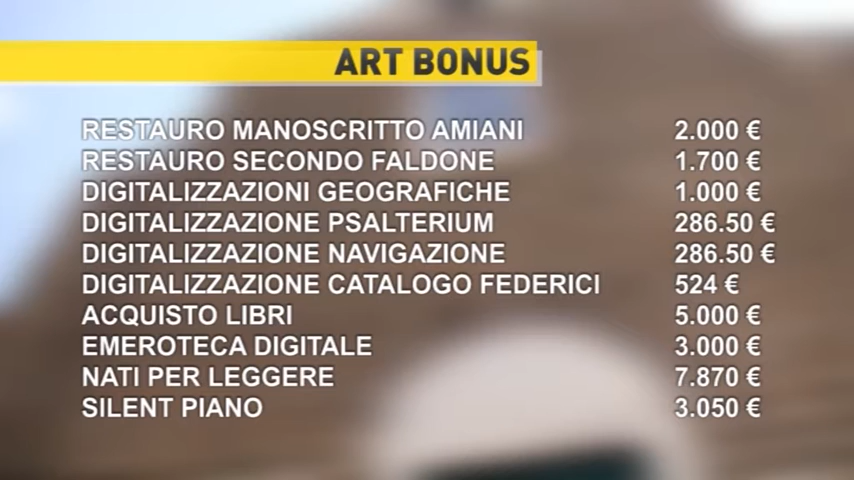 ART BONUS
RESTAURO MANOSCRITTO AMIANI 2.000 €
RESTAURO SECONDO FALDONE 1.700 €
DIGITALIZZAZIONI GEOGRAFICHE 1.000 €
DIGITALIZZAZIONE PSALTERIUM 286.50 €
DIGITALIZZAZIONE NAVIGAZIONE 286.50 €
DIGITALIZZAZIONE CATALOGO FEDERICI 524 €
ACQUISTO LIBRI 5.000 €
EMEROTECA DIGITALE 3.000 €
NATI PER LEGGERE 7.870 €
SILENT PIANO 3.050 €